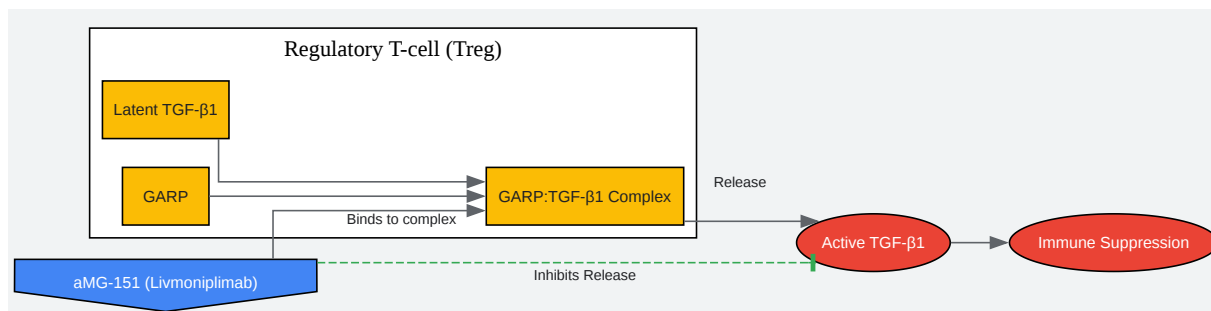 Regulatory T-cell (Treg)
Latent TGF-β1
GARP
GARP:TGF-β1 Complex
Binds to complex
Release
Active TGF-β1
Immune Suppression
aMG-151 (Livmoniplimab)
Inhibits Release